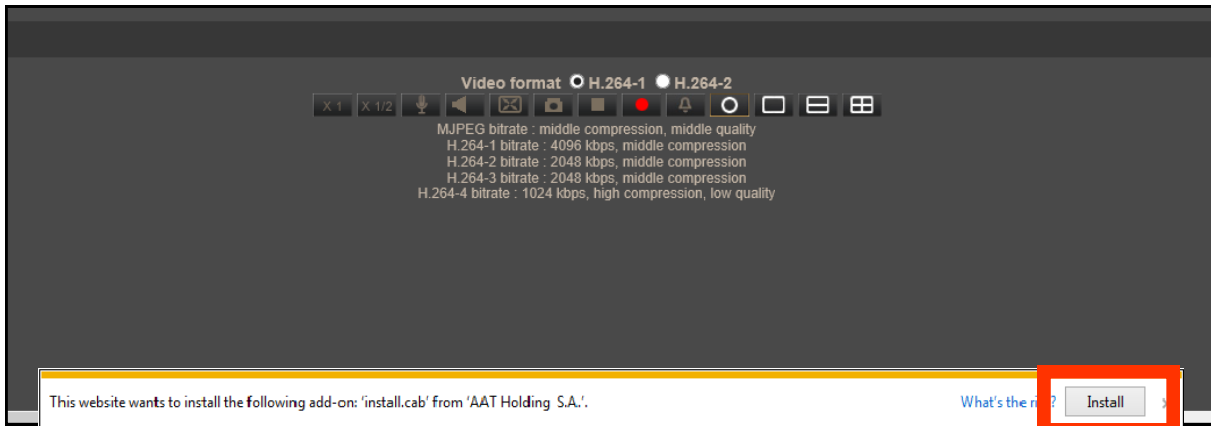 Video format H.264-1 H.264-2
X 1 X 1/2
MJPEG bitrate : middle compression, middle quality
H.264-1 bitrate : 4096 kbps, middle compression
H.264-2 bitrate : 2048 kbps, middle compression
H.264-3 bitrate : 2048 kbps, middle compression
H.264-4 bitrate : 1024 kbps, high compression, low quality
This website wants to install the following add-on: 'install.cab' from 'AAT Holding S.A.'.
What's the ri ? Install x